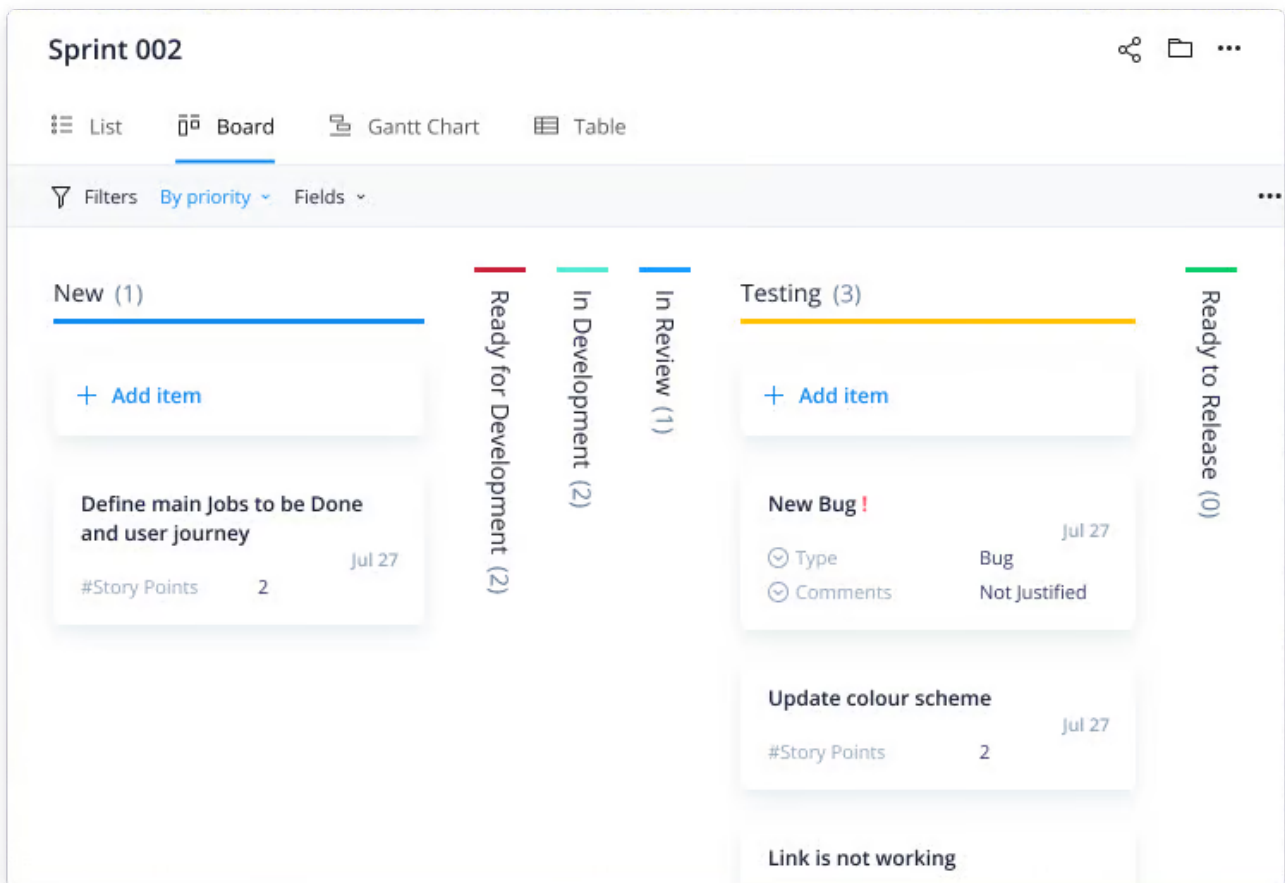 Sprint 002
List Board Gantt Chart Table
Filters By priority Fields
New (1)
+ Add item
Define main Jobs to be Done
and user journey
Jul 27
#Story Points 2
Ready for Development (2)
In Development (2)
In Review (1)
Testing (3)
+ Add item
New Bug !
Jul 27
Type Bug
Comments Not Justified
Update colour scheme
Jul 27
#Story Points 2
Link is not working
Ready to Release (0)